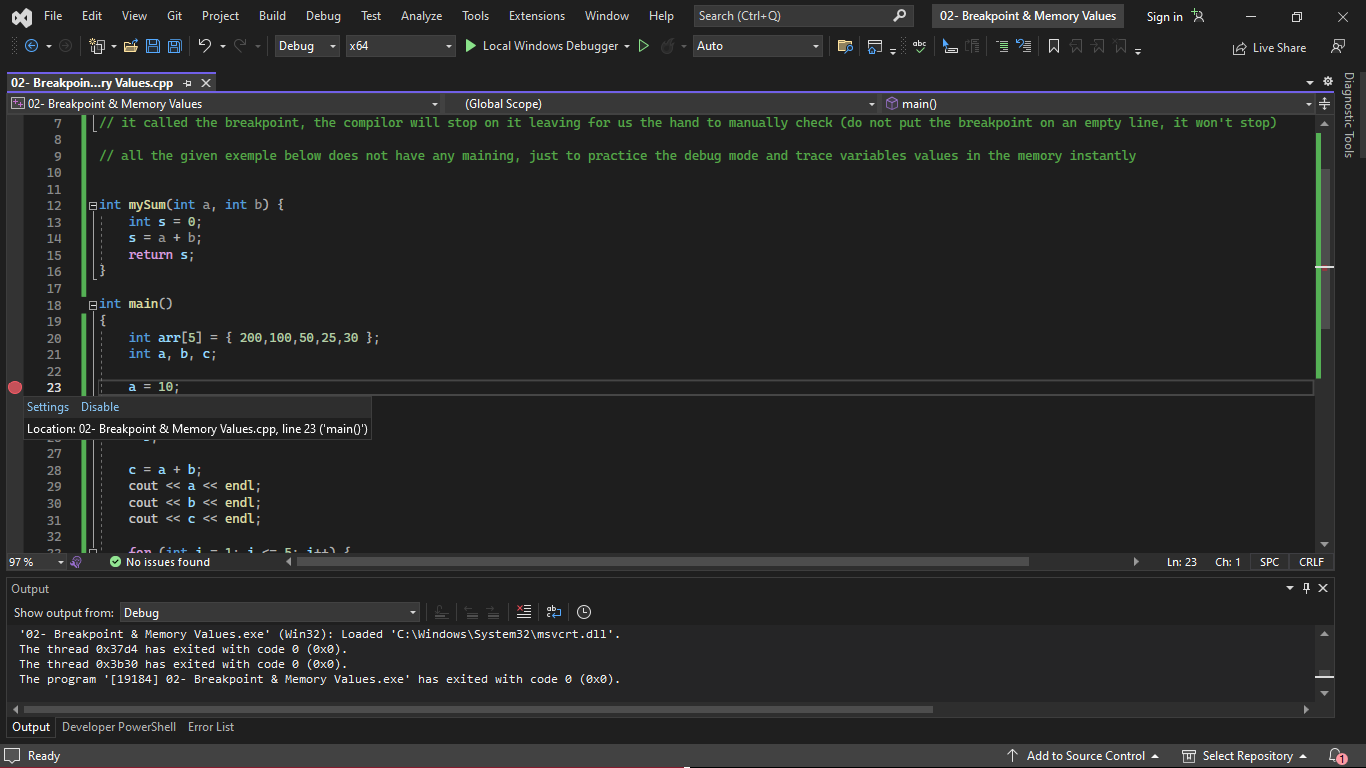 File Edit View Git Project Build Debug Test Analyze Tools Extensions Window Help Search (Ctrl+Q) 02- Breakpoint & Memory Values Sign in
Debug x64 Local Windows Debugger Auto Live Share
02- Breakpoin...ry Values.cpp
02- Breakpoint & Memory Values (Global Scope) main()
Diagnostic Tools
7 // it called the breakpoint, the compilor will stop on it leaving for us the hand to manually check (do not put the breakpoint on an empty line, it won't stop)
8
9 // all the given exemple below does not have any maining, just to practice the debug mode and trace variables values in the memory instantly
10
11
12 int mySum(int a, int b) {
13 int s = 0;
14 s = a + b;
15 return s;
16 }
17
18 int main()
19 {
20 int arr[5] = { 200,100,50,25,30 };
21 int a, b, c;
22
23 a = 10;
Settings Disable
Location: 02- Breakpoint & Memory Values.cpp, line 23 ('main()')
27
28 c = a + b;
29 cout << a << endl;
30 cout << b << endl;
31 cout << c << endl;
32
33 for (int i = 1; i <= 5; i++) {
97 % No issues found Ln: 23 Ch: 1 SPC CRLF
Output
Show output from: Debug
'02- Breakpoint & Memory Values.exe' (Win32): Loaded 'C:\Windows\System32\msvcrt.dll'.
The thread 0x37d4 has exited with code 0 (0x0).
The thread 0x3b30 has exited with code 0 (0x0).
The program '[19184] 02- Breakpoint & Memory Values.exe' has exited with code 0 (0x0).
Output Developer PowerShell Error List
Ready Add to Source Control Select Repository 1